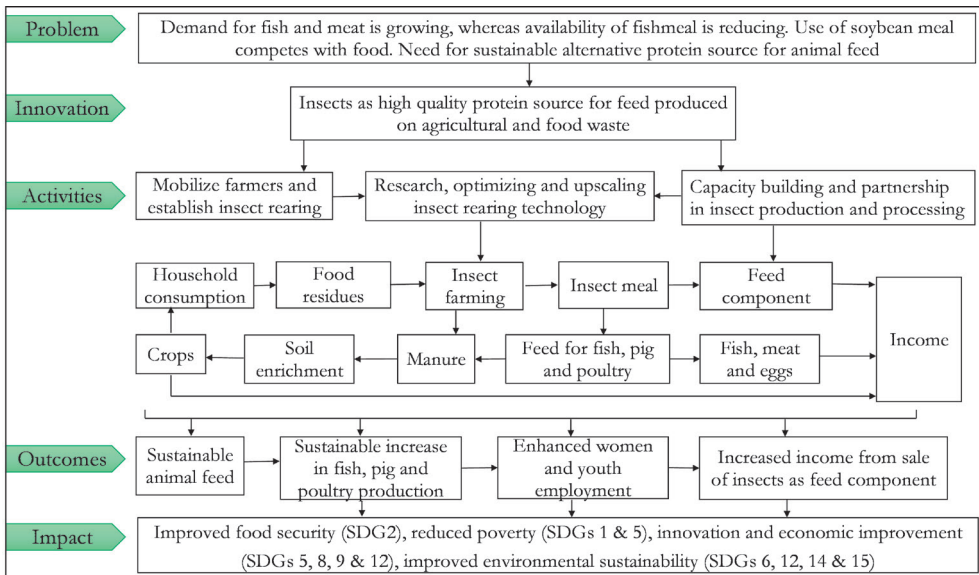 Problem
Demand for fish and meat is growing, whereas availability of fishmeal is reducing. Use of soybean meal
competes with food. Need for sustainable alternative protein source for animal feed
Innovation
Insects as high quality protein source for feed produced
on agricultural and food waste
Activities
Mobilize farmers and
establish insect rearing
Research, optimizing and upscaling
insect rearing technology
Capacity building and partnership
in insect production and processing
Household
consumption
Food
residues
Insect
farming
Insect meal
Feed
component
Income
Crops
Soil
enrichment
Manure
Feed for fish, pig
and poultry
Fish, meat
and eggs
Outcomes
Sustainable
animal feed
Sustainable increase
in fish, pig and
poultry production
Enhanced women
and youth
employment
Increased income from sale
of insects as feed component
Impact
Improved food security (SDG2), reduced poverty (SDGs 1 & 5), innovation and economic improvement
(SDGs 5, 8, 9 & 12), improved environmental sustainability (SDGs 6, 12, 14 & 15)